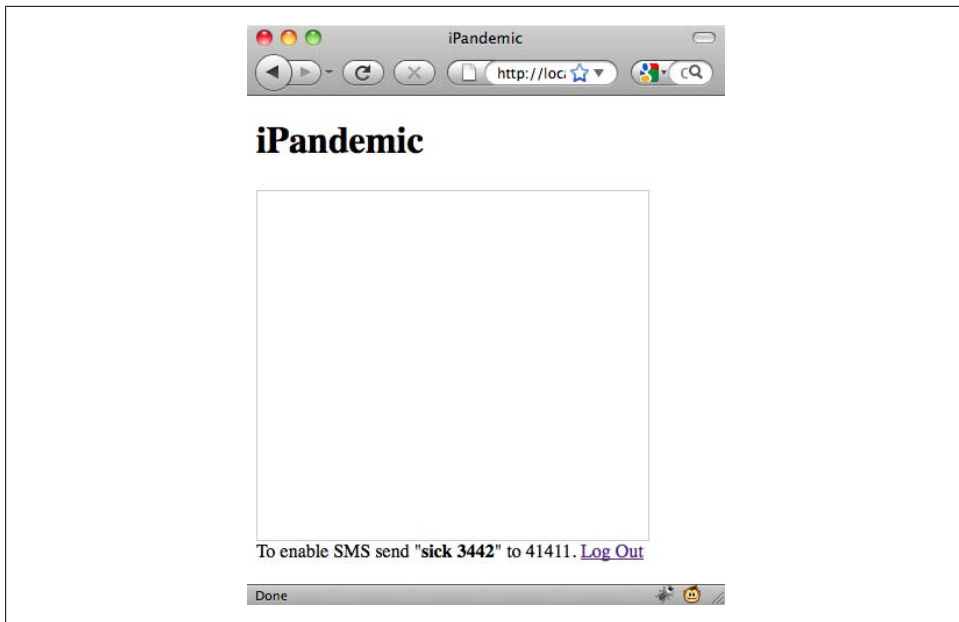 iPandemic
http://loc
iPandemic
To enable SMS send "sick 3442" to 41411. Log Out
Done